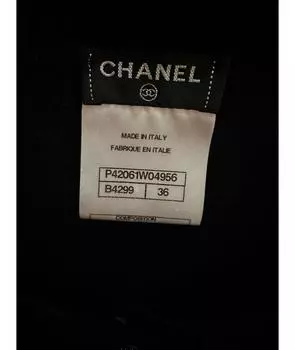 CHANEL
MADE IN ITALY
FABRIQUE EN ITALIE
P42061W04956
B4299 36
COMPOSITION